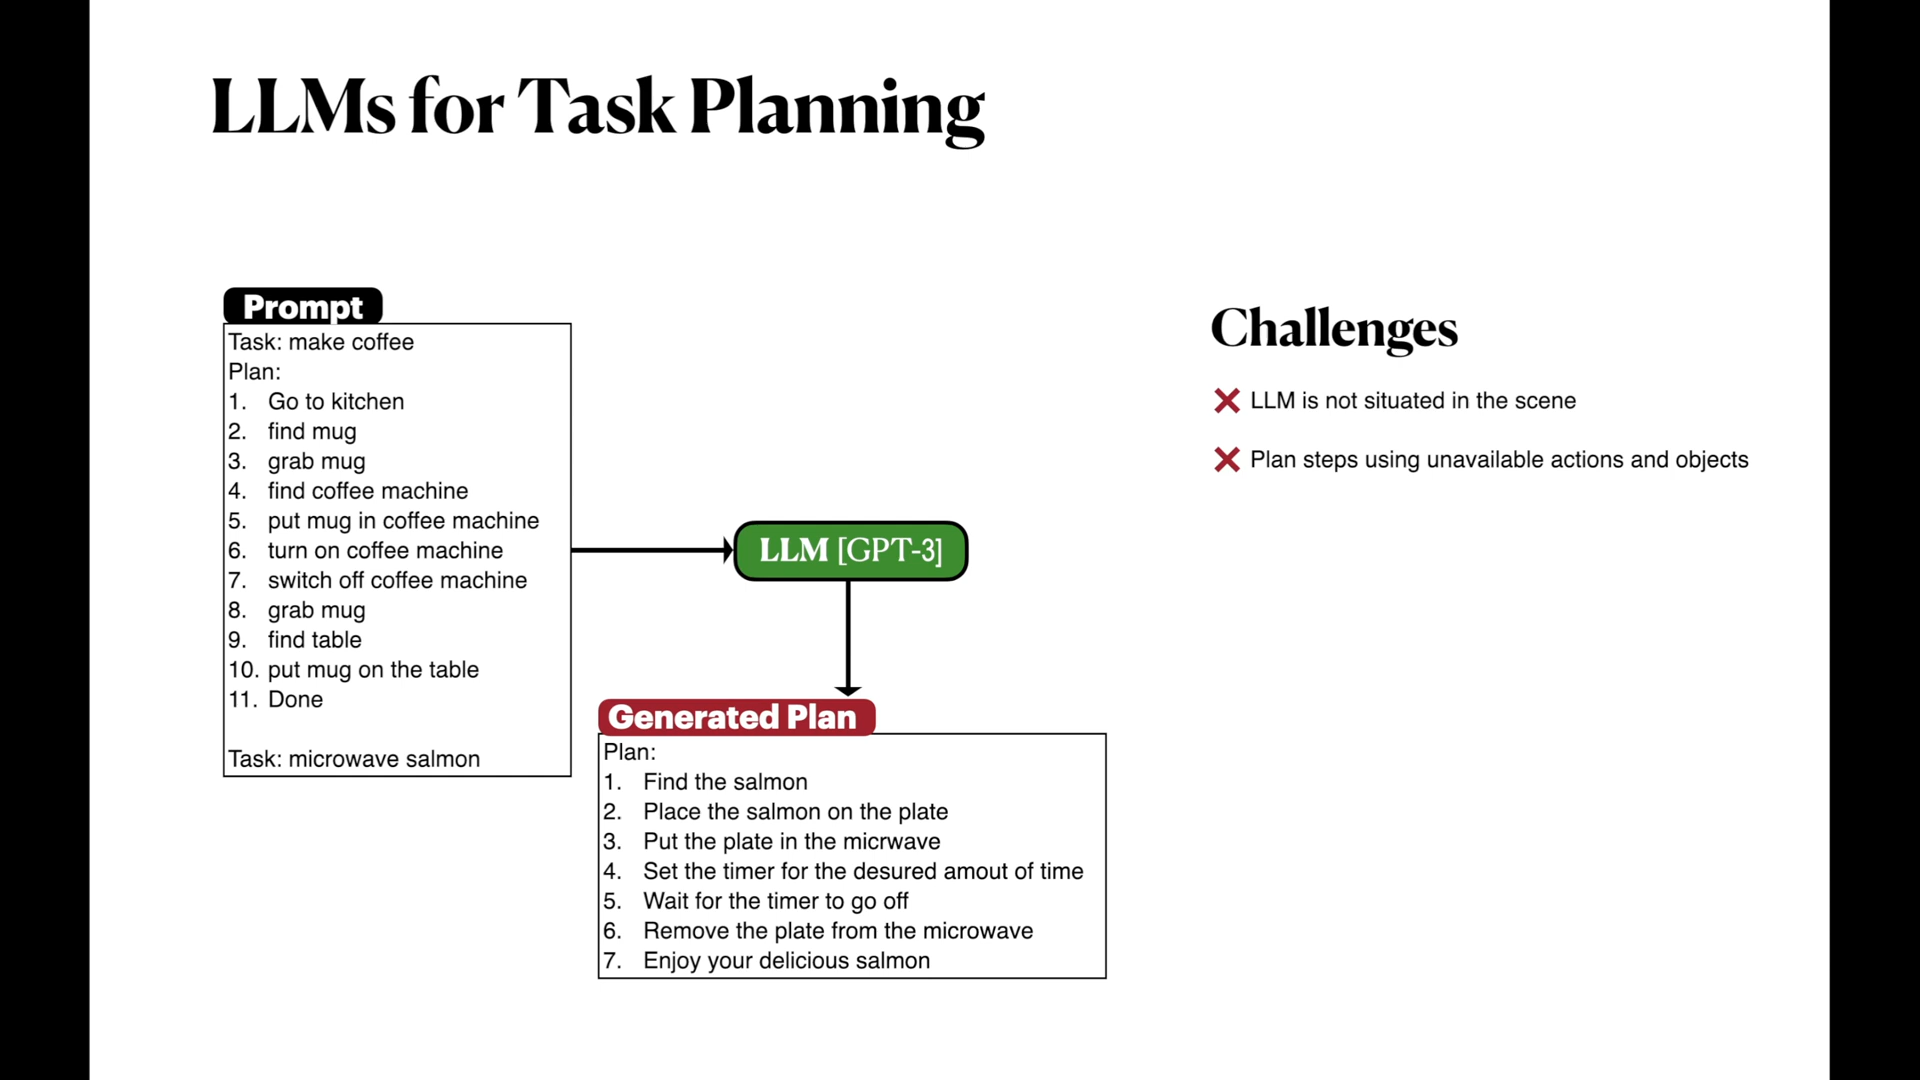 LLMs for Task Planning
Prompt
Task: make coffee
Plan:
1. Go to kitchen
2. find mug
3. grab mug
4. find coffee machine
5. put mug in coffee machine
6. turn on coffee machine
7. switch off coffee machine
8. grab mug
9. find table
10. put mug on the table
11. Done
Task: microwave salmon
LLM [GPT-3]
Generated Plan
Plan:
1. Find the salmon
2. Place the salmon on the plate
3. Put the plate in the micrwave
4. Set the timer for the desured amout of time
5. Wait for the timer to go off
6. Remove the plate from the microwave
7. Enjoy your delicious salmon
Challenges
LLM is not situated in the scene
Plan steps using unavailable actions and objects